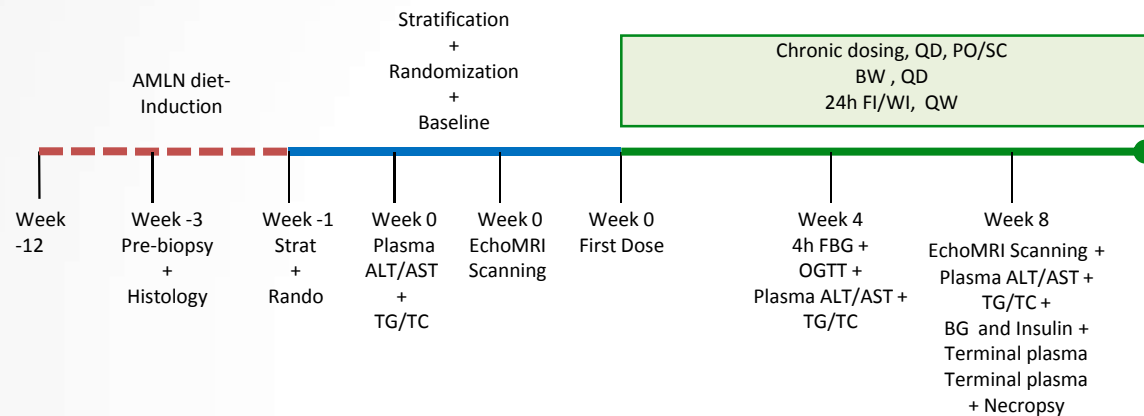 Stratification
+
Randomization
+
Baseline
AMLN diet-
Induction
Chronic dosing, QD, PO/SC
BW , QD
24h FI/WI, QW
Week
-12
Week -3
Pre-biopsy
+
Histology
Week -1
Strat
+
Rando
Week 0
Plasma
ALT/AST
+
TG/TC
Week 0
EchoMRI
Scanning
Week 0
First Dose
Week 4
4h FBG +
OGTT +
Plasma ALT/AST +
TG/TC
Week 8
EchoMRI Scanning +
Plasma ALT/AST +
TG/TC +
BG and Insulin +
Terminal plasma
Terminal plasma
+ Necropsy